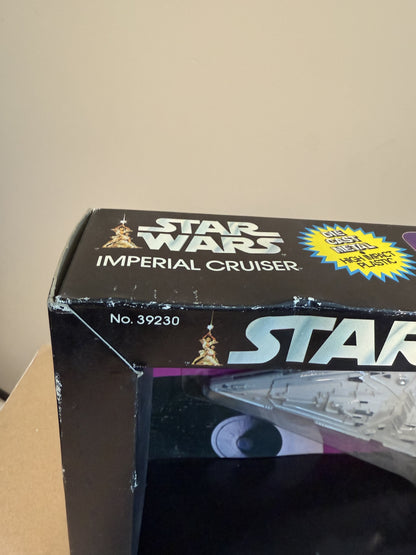 STAR
WARS
IMPERIAL CRUISER
DIE
CAST METAL
HIGH IMPACT
PLASTIC
No. 39230
STAR